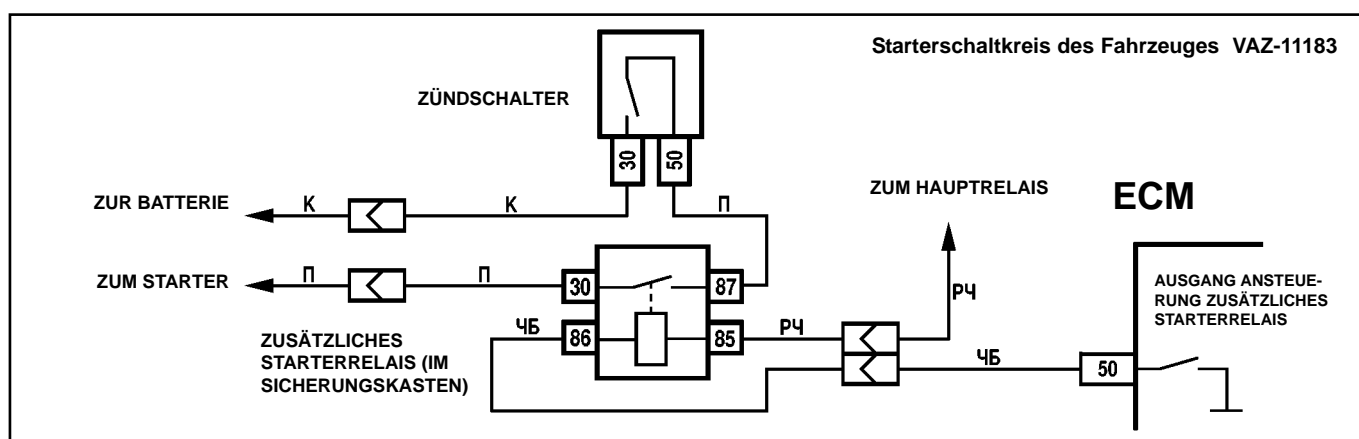 Starterschaltkreis des Fahrzeuges VAZ-11183
ZÜNDSCHALTER
30
50
ZUM HAUPTRELAIS
ECM
ZUR BATTERIE
К
К
П
ZUM STARTER
П
П
30
87
AUSGANG ANSTEUE-
RUNG ZUSÄTZLICHES
STARTERRELAIS
РЧ
ЧБ
86
85
РЧ
ZUSÄTZLICHES
STARTERRELAIS (IM
SICHERUNGSKASTEN)
ЧБ
50